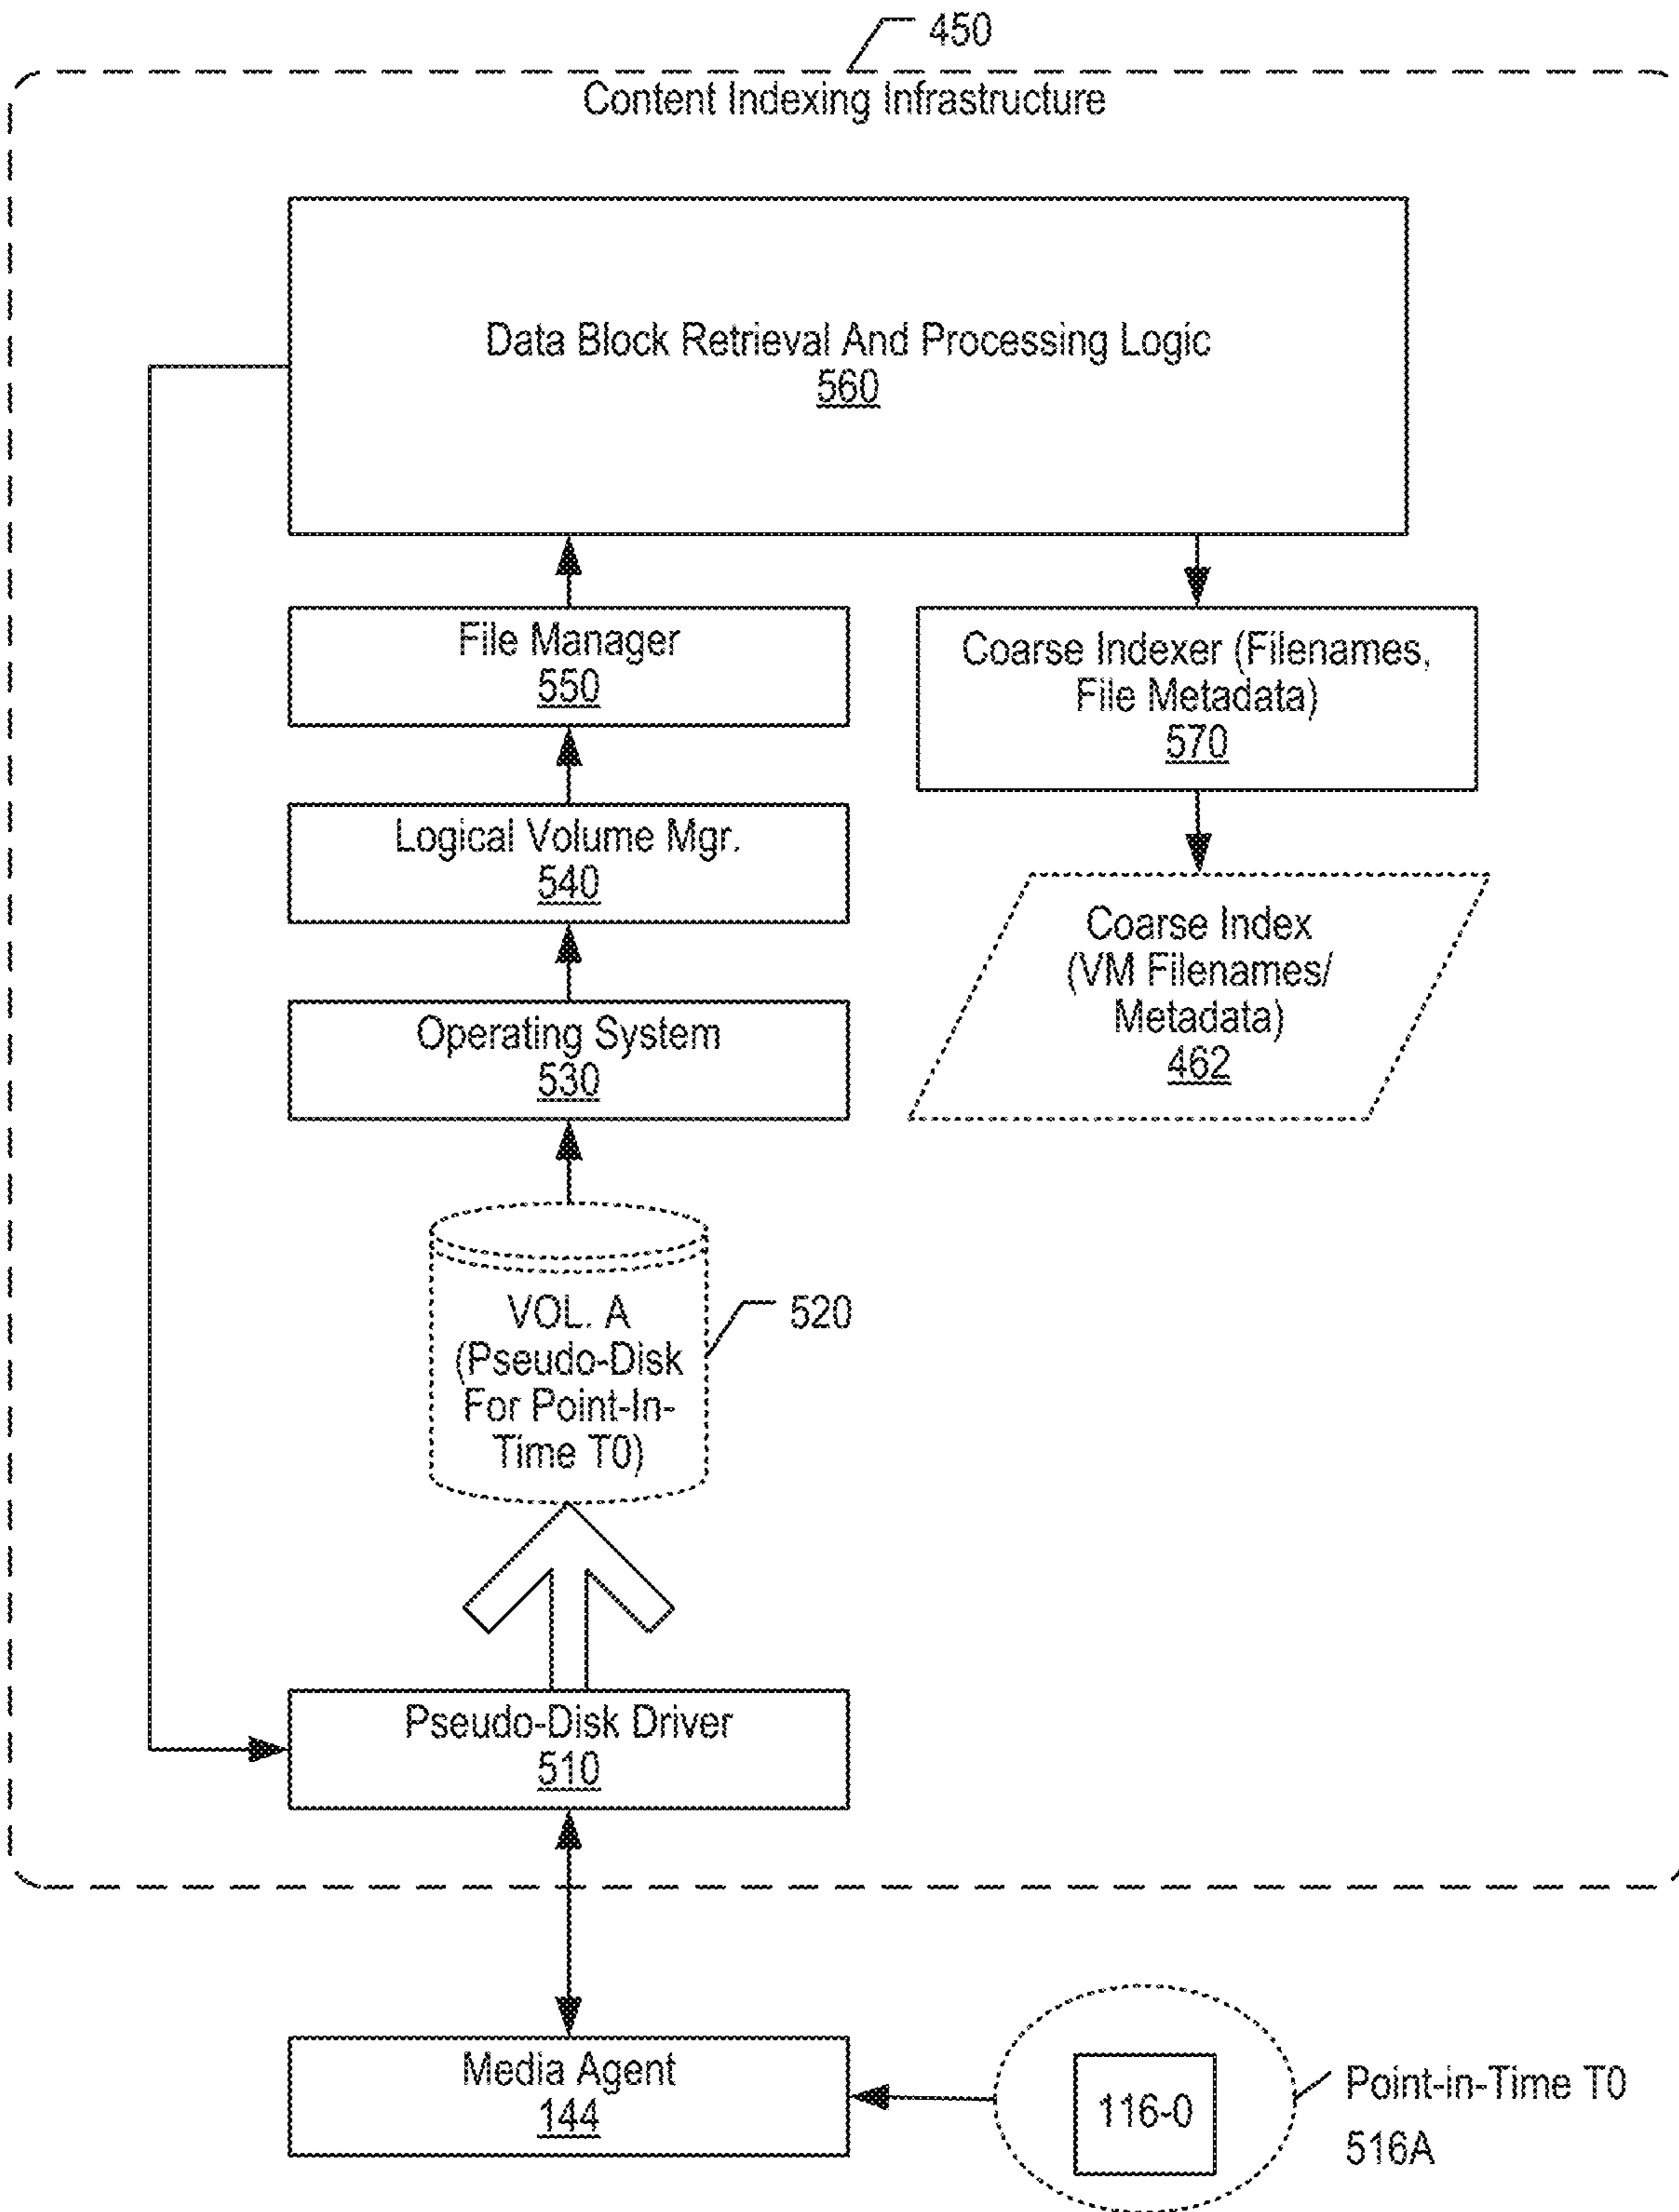 450
Content Indexing Infrastructure
Data Block Retrieval And Processing Logic
560
File Manager
550
Coarse Indexer (Filenames,
File Metadata)
570
Logical Volume Mgr.
540
Coarse Index
(VM Filenames/
Metadata)
462
Operating System
530
VOL. A
(Pseudo-Disk
For Point-In-
Time T0)
520
Pseudo-Disk Driver
510
Media Agent
144
116-0
Point-in-Time T0
516A